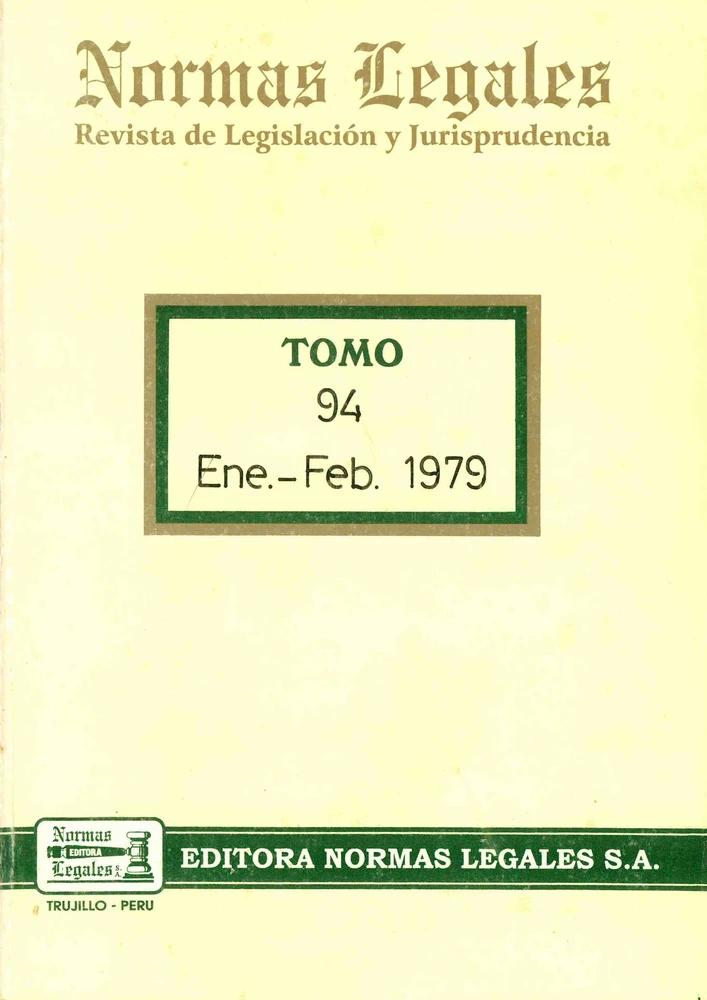 Normas Legales
Revista de Legislación y Jurisprudencia
TOMO
94
Ene.-Feb. 1979
Normas
EDITORA
Legales S.A.
EDITORA NORMAS LEGALES S.A.
TRUJILLO - PERU